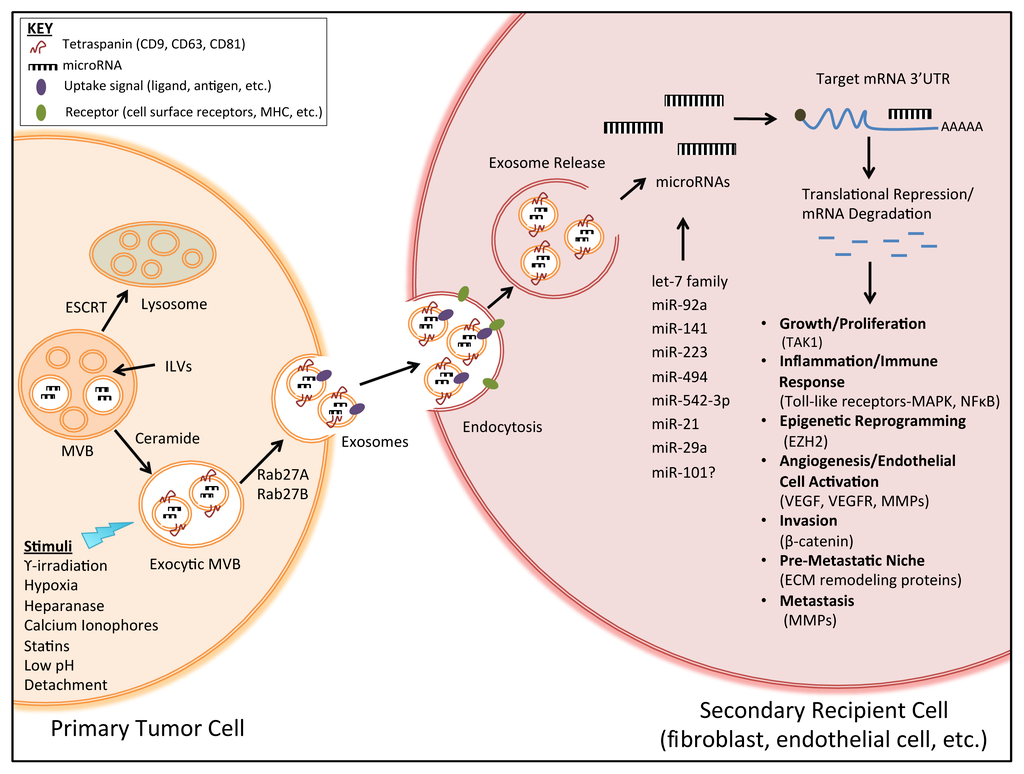 KEY
Tetraspanin (CD9, CD63, CD81)
microRNA
Uptake signal (ligand, antigen, etc.)
Receptor (cell surface receptors, MHC, etc.)
ESCRT
Lysosome
ILVs
MVB
Ceramide
Exocytic MVB
Rab27A
Rab27B
Exosomes
Stimuli
ϒ-irradiation
Hypoxia
Heparanase
Calcium Ionophores
Statins
Low pH
Detachment
Primary Tumor Cell
Endocytosis
Exosome Release
microRNAs
let-7 family
miR-92a
miR-141
miR-223
miR-494
miR-542-3p
miR-21
miR-29a
miR-101?
Target mRNA 3’UTR
AAAAA
Translational Repression/
mRNA Degradation
• Growth/Proliferation
(TAK1)
• Inflammation/Immune
Response
(Toll-like receptors-MAPK, NFκB)
• Epigenetic Reprogramming
(EZH2)
• Angiogenesis/Endothelial
Cell Activation
(VEGF, VEGFR, MMPs)
• Invasion
(β-catenin)
• Pre-Metastatic Niche
(ECM remodeling proteins)
• Metastasis
(MMPs)
Secondary Recipient Cell
(fibroblast, endothelial cell, etc.)